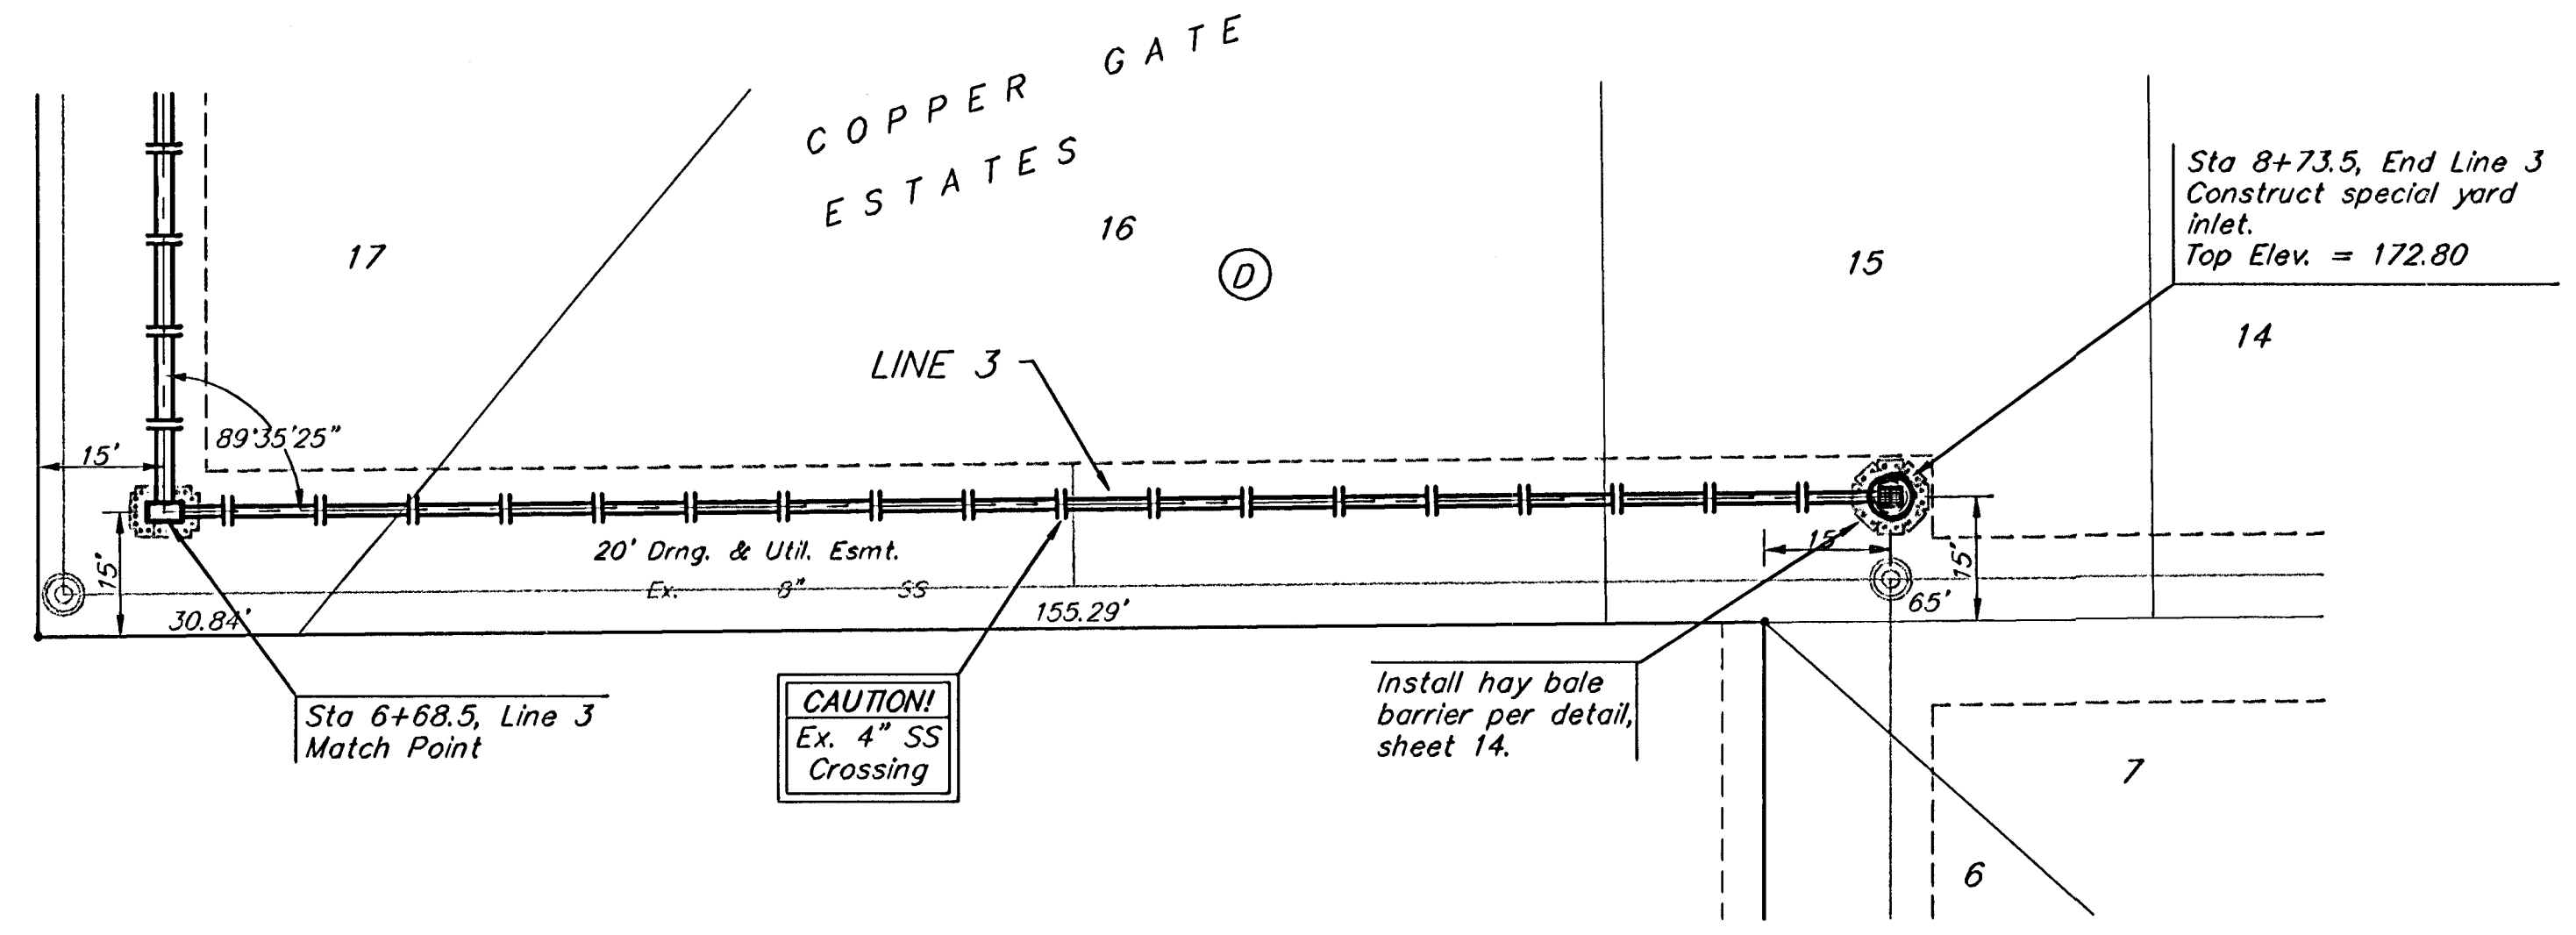 COPPER GATE
ESTATES
17
16
D
15
14
Sta 8+73.5, End Line 3
Construct special yard
inlet.
Top Elev. = 172.80
LINE 3
89°35'25"
15'
15'
20' Drng. & Util. Esmt.
Ex. 8" SS
30.84'
155.29'
15'
15'
65'
Sta 6+68.5, Line 3
Match Point
CAUTION!
Ex. 4" SS
Crossing
Install hay bale
barrier per detail,
sheet 14.
7
6